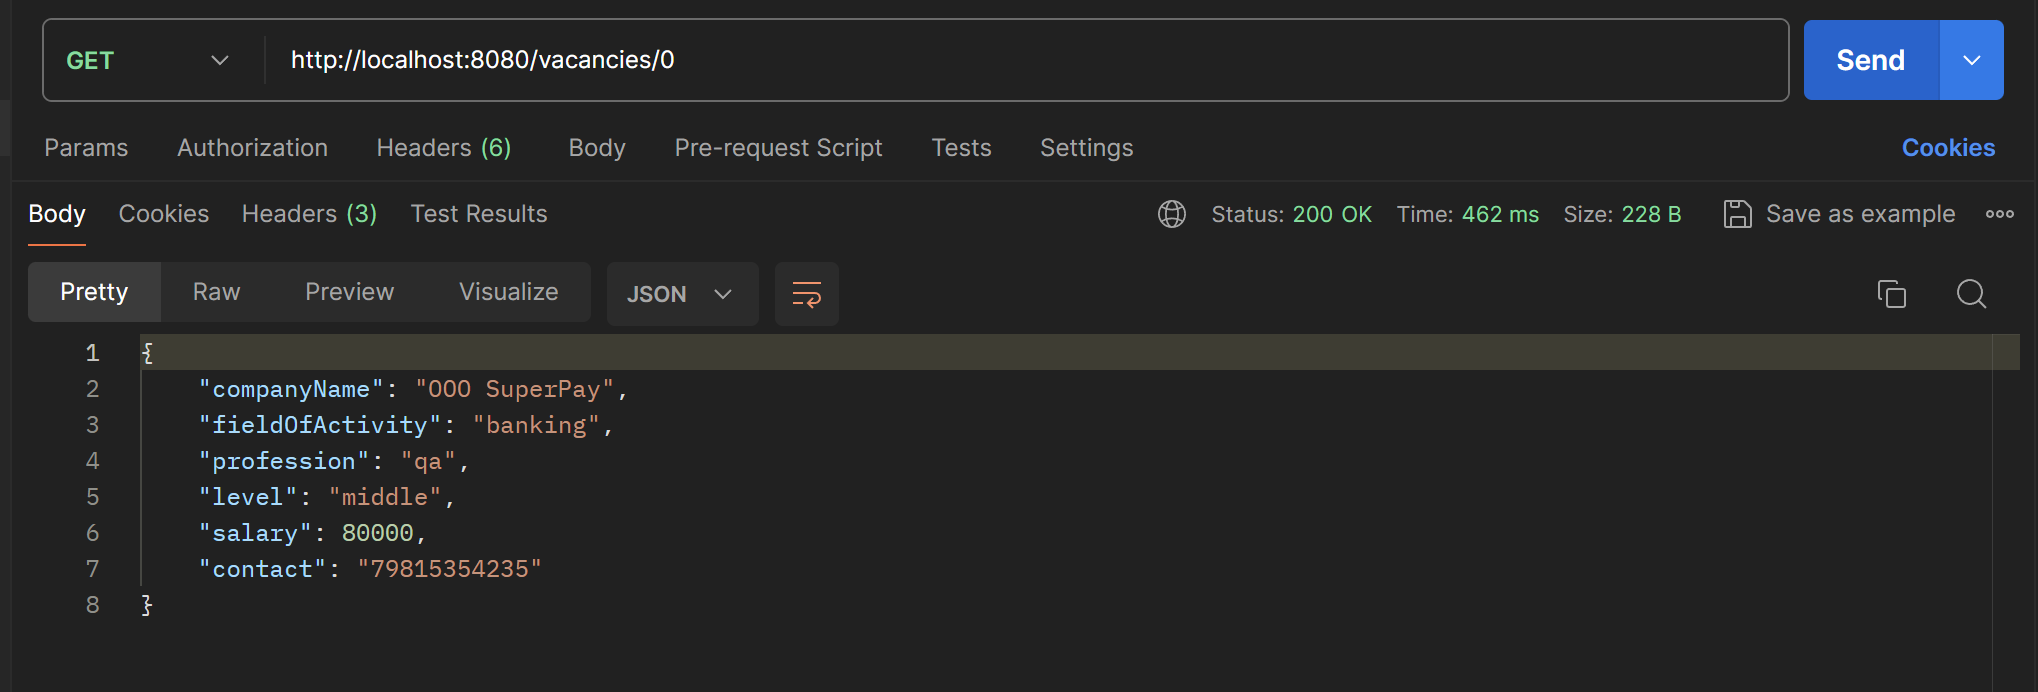 GET http://localhost:8080/vacancies/0 Send
Params Authorization Headers (6) Body Pre-request Script Tests Settings Cookies
Body Cookies Headers (3) Test Results Status: 200 OK Time: 462 ms Size: 228 B Save as example
Pretty Raw Preview Visualize JSON
1 {
2 "companyName": "OOO SuperPay",
3 "fieldOfActivity": "banking",
4 "profession": "qa",
5 "level": "middle",
6 "salary": 80000,
7 "contact": "79815354235"
8 }